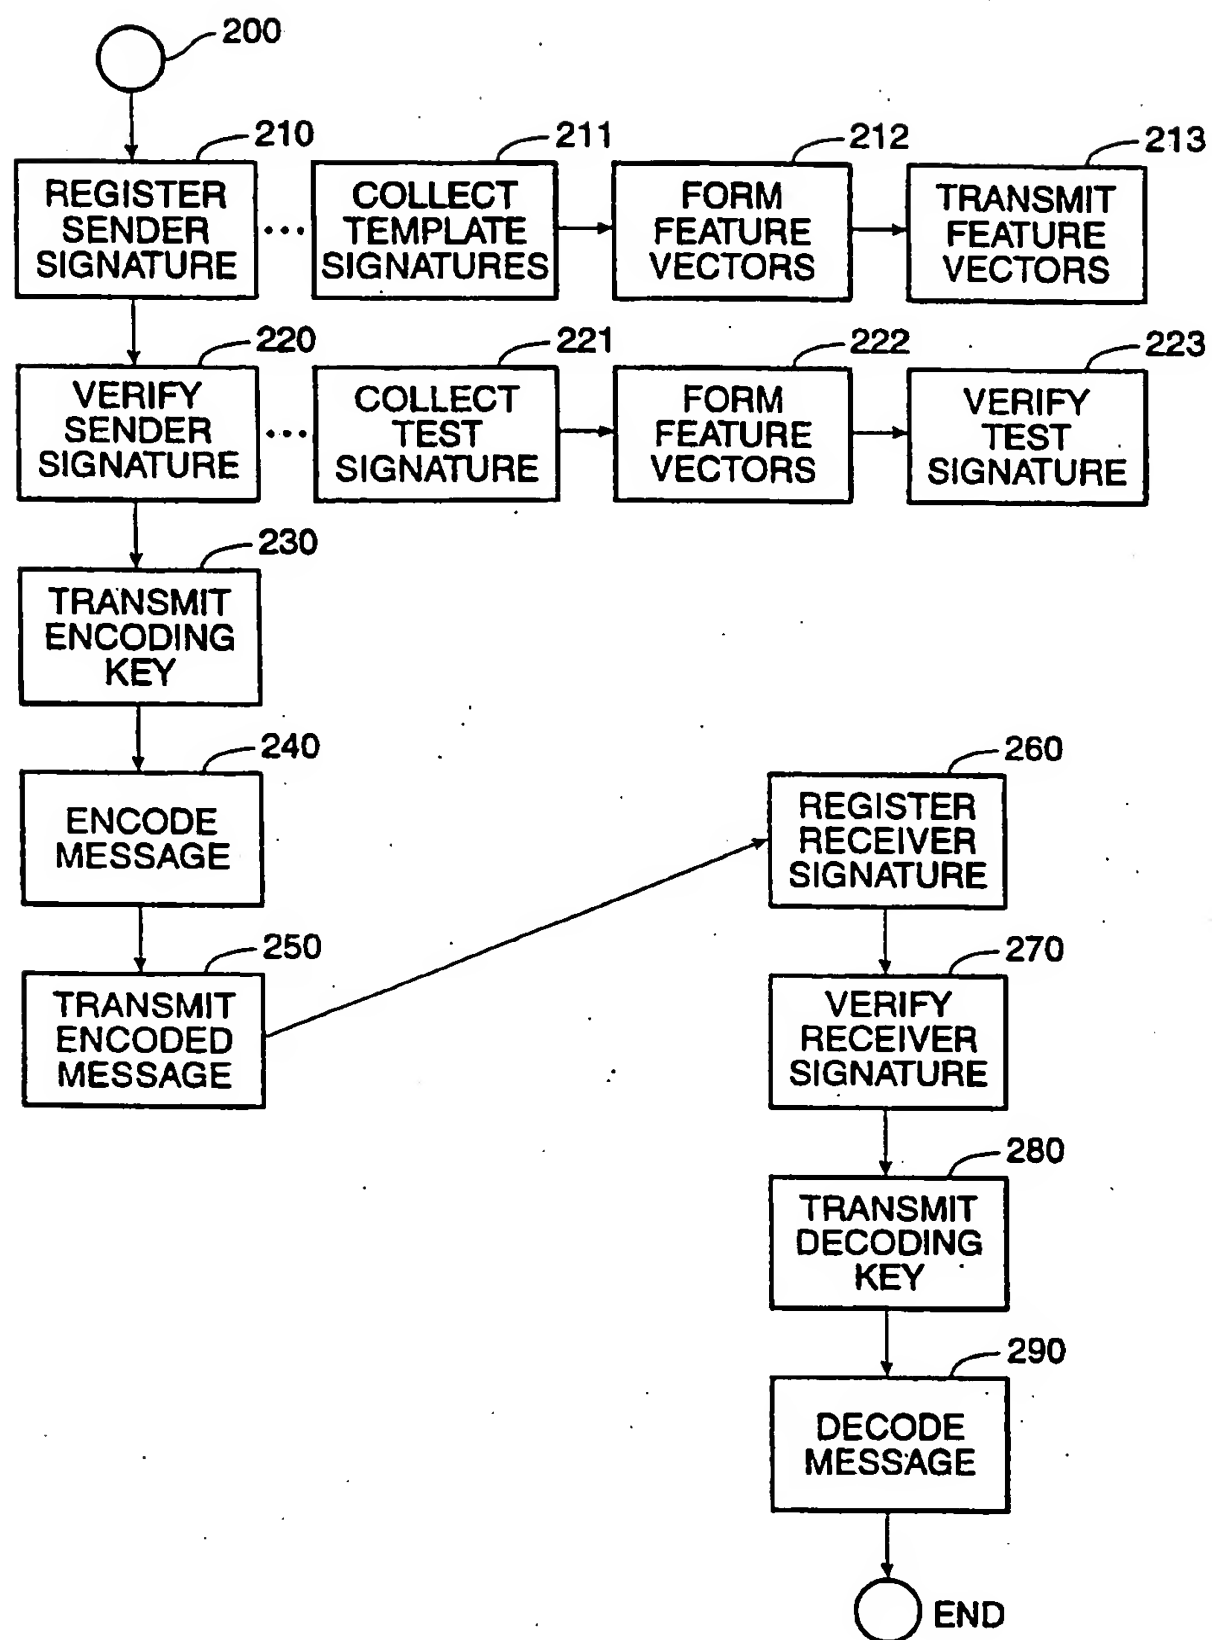 200
210
REGISTER
SENDER
SIGNATURE
211
COLLECT
TEMPLATE
SIGNATURES
212
FORM
FEATURE
VECTORS
213
TRANSMIT
FEATURE
VECTORS
220
VERIFY
SENDER
SIGNATURE
221
COLLECT
TEST
SIGNATURE
222
FORM
FEATURE
VECTORS
223
VERIFY
TEST
SIGNATURE
230
TRANSMIT
ENCODING
KEY
240
ENCODE
MESSAGE
250
TRANSMIT
ENCODED
MESSAGE
260
REGISTER
RECEIVER
SIGNATURE
270
VERIFY
RECEIVER
SIGNATURE
280
TRANSMIT
DECODING
KEY
290
DECODE
MESSAGE
END